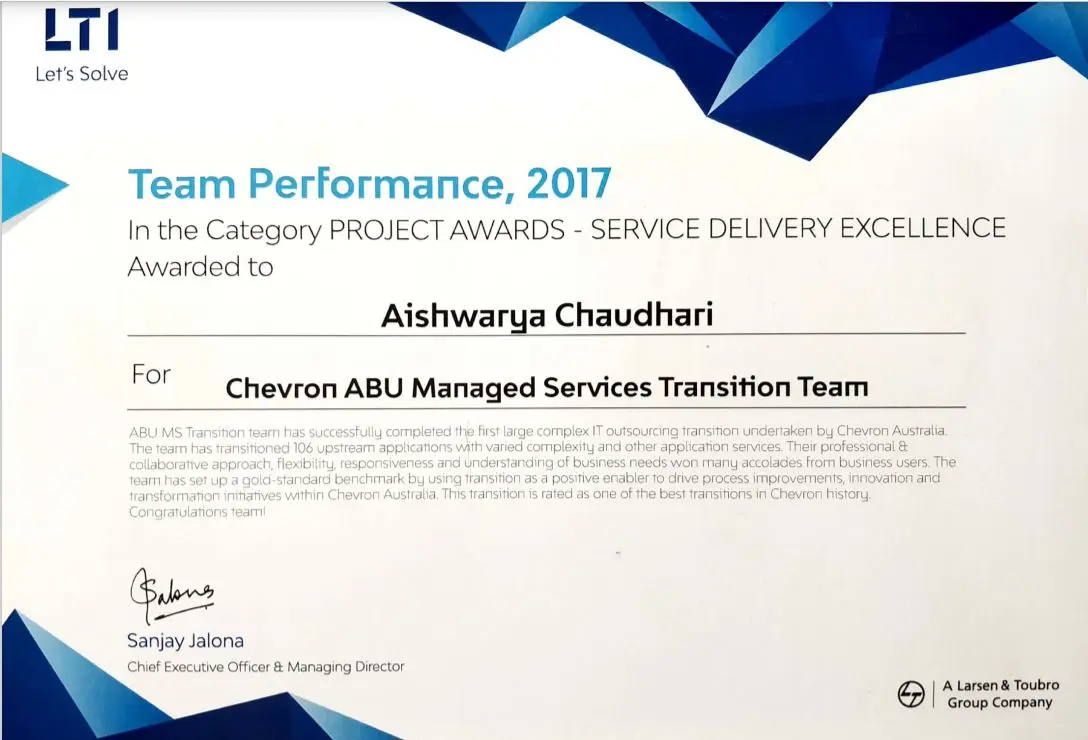 LTI
Let's Solve
Team Performance, 2017
In the Category PROJECT AWARDS - SERVICE DELIVERY EXCELLENCE
Awarded to
Aishwarya Chaudhari
For
Chevron ABU Managed Services Transition Team
ABU MS Transition team has successfully completed the first large complex IT outsourcing transition undertaken by Chevron Australia.
The team has transitioned 106 upstream applications with varied complexity and other application services. Their professional &
collaborative approach, flexibility, responsiveness and understanding of business needs won many accolades from business users. The
team has set up a gold-standard benchmark by using transition as a positive enabler to drive process improvements, innovation and
transformation initiatives within Chevron Australia. This transition is rated as one of the best transitions in Chevron history.
Congratulations team!
SJalona
Sanjay Jalona
Chief Executive Officer & Managing Director
A Larsen & Toubro
Group Company